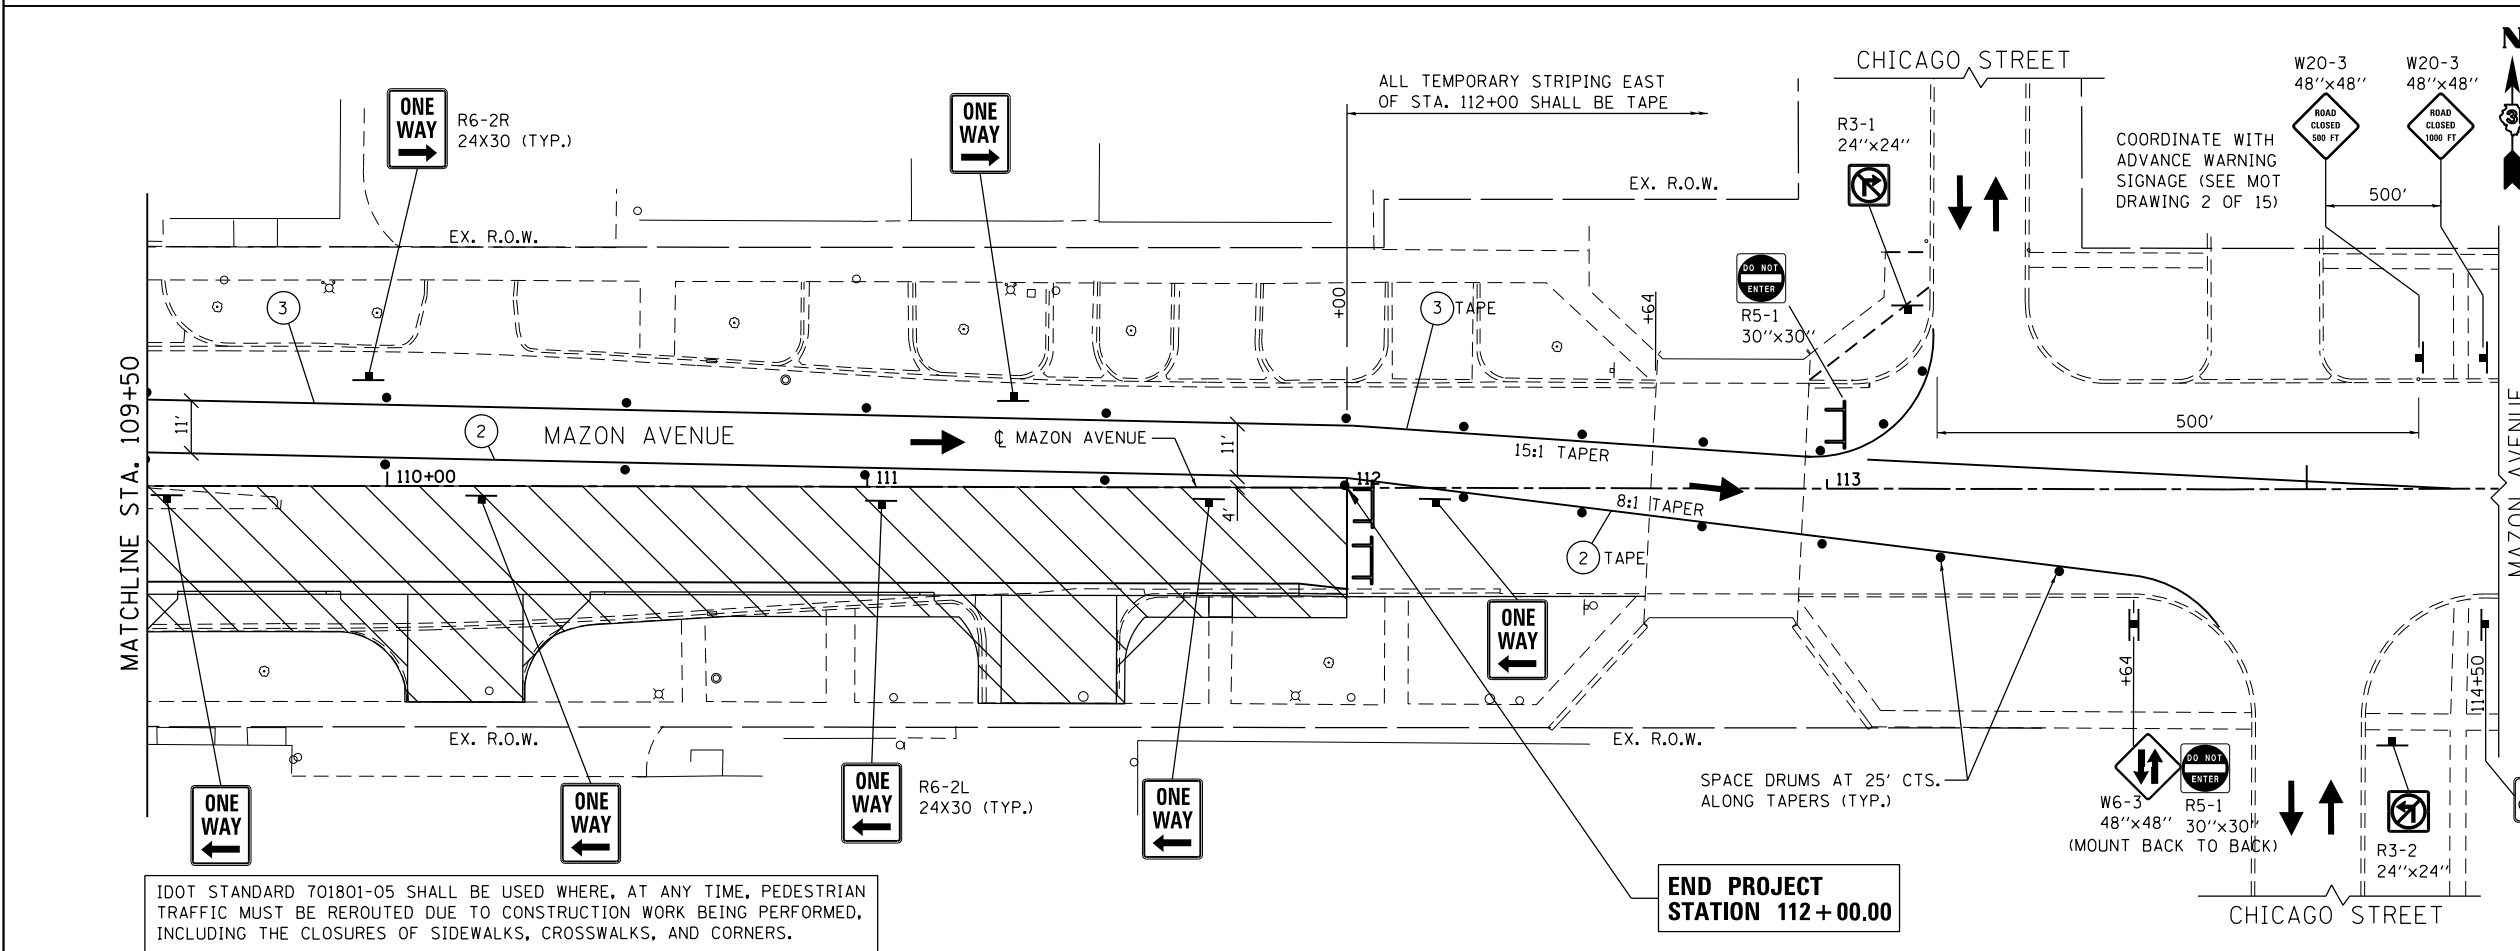 CHICAGO STREET
N
W20-3
48''x48''
W20-3
48''x48''
ROAD
CLOSED
500 FT
ROAD
CLOSED
1000 FT
3
ONE
WAY
R6-2R
24X30 (TYP.)
ONE
WAY
ALL TEMPORARY STRIPING EAST
OF STA. 112+00 SHALL BE TAPE
R3-1
24''x24''
COORDINATE WITH
ADVANCE WARNING
SIGNAGE (SEE MOT
DRAWING 2 OF 15)
500'
EX. R.O.W.
EX. R.O.W.
DO NOT
ENTER
R5-1
30''x30''
3
+00
3 TAPE
+64
MATCHLINE STA. 109+50
11'
2
MAZON AVENUE
℄ MAZON AVENUE
11'
15:1 TAPER
500'
MAZON AVENUE
110+00
111
112
113
4'
8:1 TAPER
2 TAPE
ONE
WAY
+64
114+50
EX. R.O.W.
EX. R.O.W.
ONE
WAY
ONE
WAY
ONE
WAY
R6-2L
24X30 (TYP.)
ONE
WAY
SPACE DRUMS AT 25' CTS.
ALONG TAPERS (TYP.)
DO NOT
ENTER
W6-3
48''x48''
R5-1
30''x30''
(MOUNT BACK TO BACK)
R3-2
24''x24''
END PROJECT
STATION 112+00.00
CHICAGO STREET
IDOT STANDARD 701801-05 SHALL BE USED WHERE, AT ANY TIME, PEDESTRIAN
TRAFFIC MUST BE REROUTED DUE TO CONSTRUCTION WORK BEING PERFORMED,
INCLUDING THE CLOSURES OF SIDEWALKS, CROSSWALKS, AND CORNERS.